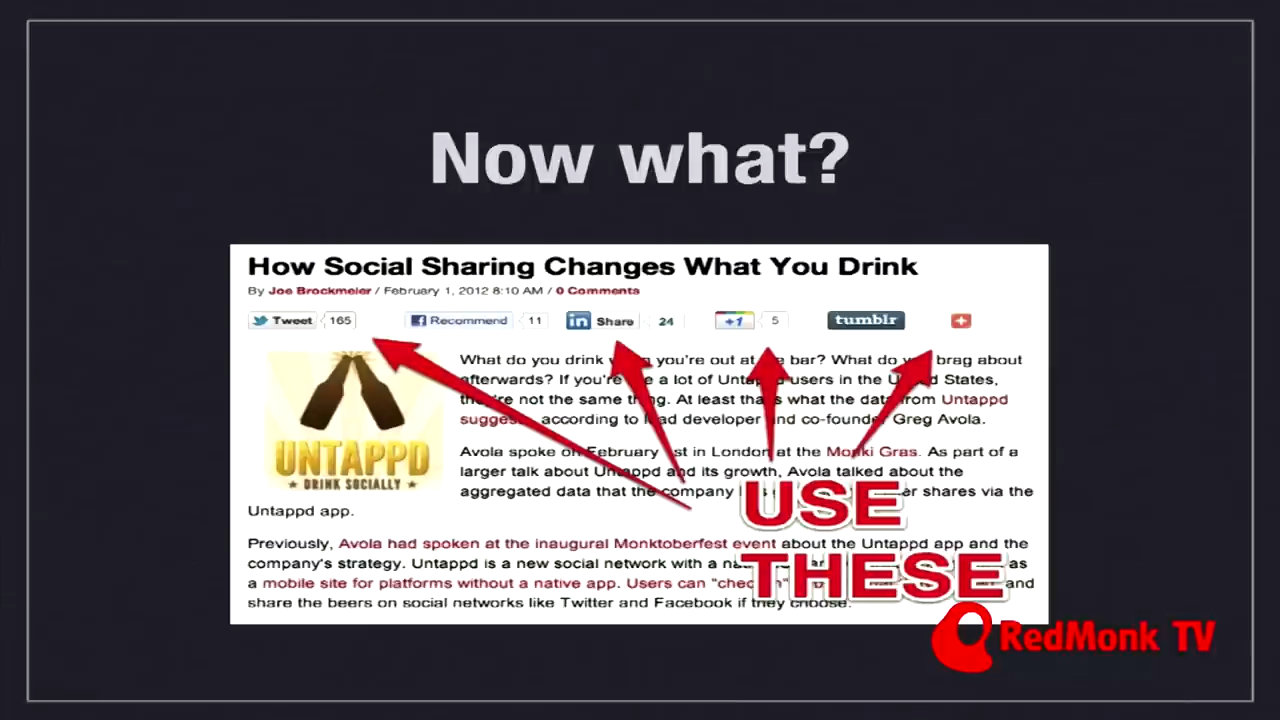 Now what?
How Social Sharing Changes What You Drink
By Joe Brockmeier / February 1, 2012 8:10 AM / 0 Comments
Tweet 165 Recommend 11 in Share 24 +1 5 tumblr. +
What do you drink you're out at bar? What do brag about
afterwards? If you're a lot of users in the States,
not the same. At least what the data from Untappd
according to developer and co-founder Greg Avola.
Avola spoke on February in London at the Monki Gras. As part of a
larger talk about Untappd and its growth, Avola talked about the
aggregated data that the company shares via the
Untappd app.
UNTAPPD
DRINK SOCIALLY
Previously, Avola had spoken at the inaugural Monktoberfest event about the Untappd app and the
company's strategy. Untappd is a new social network with a as
a mobile site for platforms without a native app. Users can and
share the beers on social networks like Twitter and Facebook if they choose.
USE
THESE
RedMonk TV